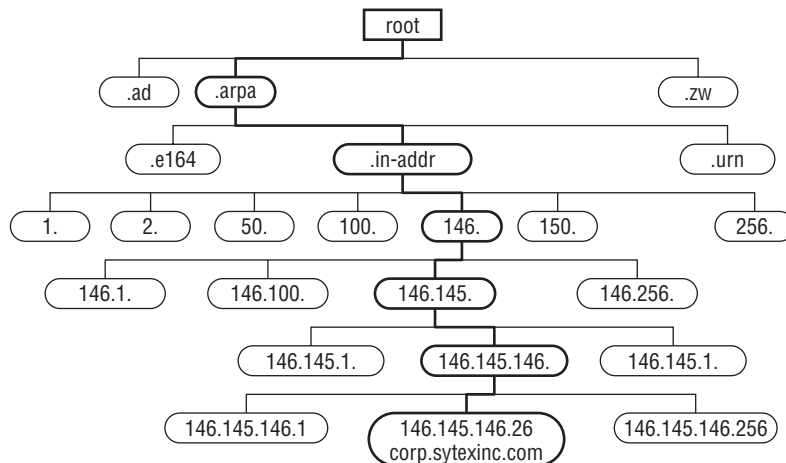 root
.ad
.arpa
.zw
.e164
.in-addr
.urn
1.
2.
50.
100.
146.
150.
256.
146.1.
146.100.
146.145.
146.256.
146.145.1.
146.145.146.
146.145.1.
146.145.146.1
146.145.146.26
corp.sytexinc.com
146.145.146.256